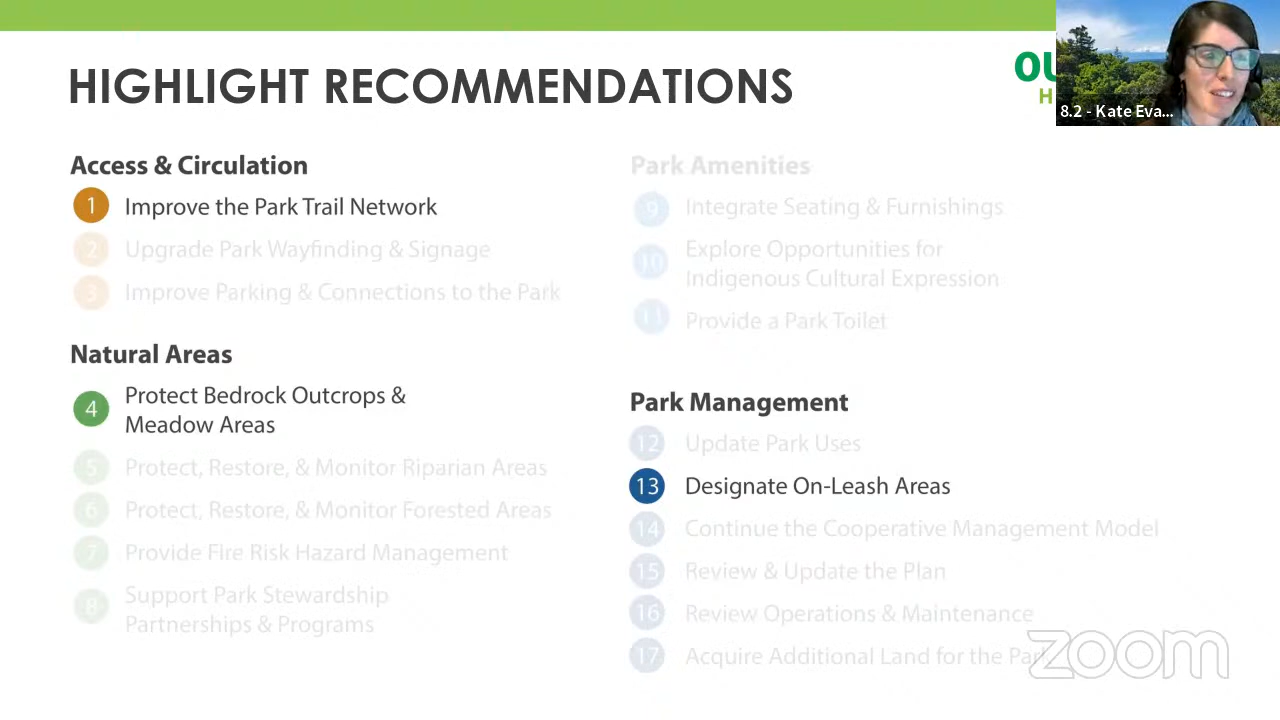 HIGHLIGHT RECOMMENDATIONS
OU
H
8.2 - Kate Eva...
Access & Circulation
1 Improve the Park Trail Network
2 Upgrade Park Wayfinding & Signage
3 Improve Parking & Connections to the Park
Natural Areas
4 Protect Bedrock Outcrops &
Meadow Areas
5 Protect, Restore, & Monitor Riparian Areas
6 Protect, Restore, & Monitor Forested Areas
7 Provide Fire Risk Hazard Management
8 Support Park Stewardship
Partnerships & Programs
Park Amenities
9 Integrate Seating & Furnishings
10 Explore Opportunities for
Indigenous Cultural Expression
11 Provide a Park Toilet
Park Management
12 Update Park Uses
13 Designate On-Leash Areas
14 Continue the Cooperative Management Model
15 Review & Update the Plan
16 Review Operations & Maintenance
17 Acquire Additional Land for the Park
zoom